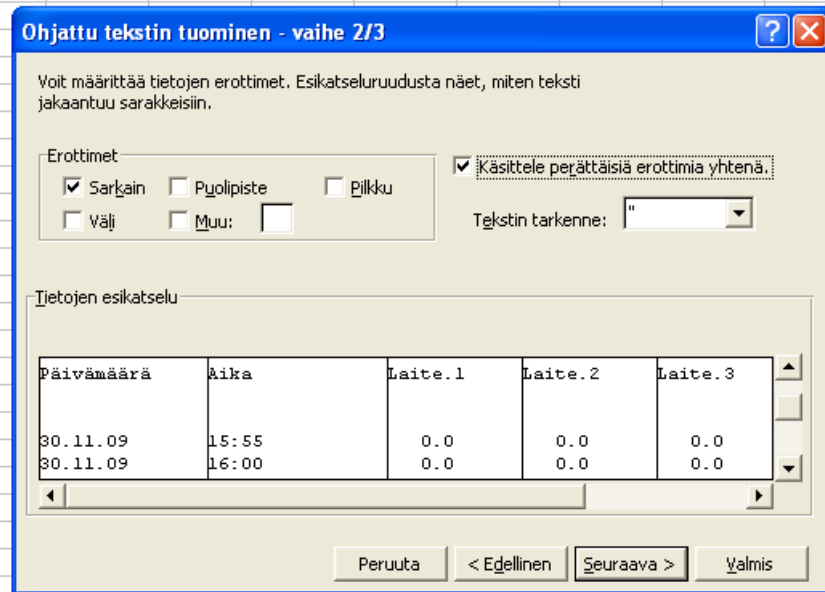 Ohjattu tekstin tuominen - vaihe 2/3
Voit määrittää tietojen erottimet. Esikatseluruudusta näet, miten teksti
jakaantuu sarakkeisiin.
Erottimet
Sarkain Puolipiste Pilkku
Väli Muu:
Käsittele perättäisiä erottimia yhtenä.
Tekstin tarkenne: "
Tietojen esikatselu
Päivämäärä Aika Laite.1 Laite.2 Laite.3
30.11.09 15:55 0.0 0.0 0.0
30.11.09 16:00 0.0 0.0 0.0
Peruuta < Edellinen Seuraava > Valmis